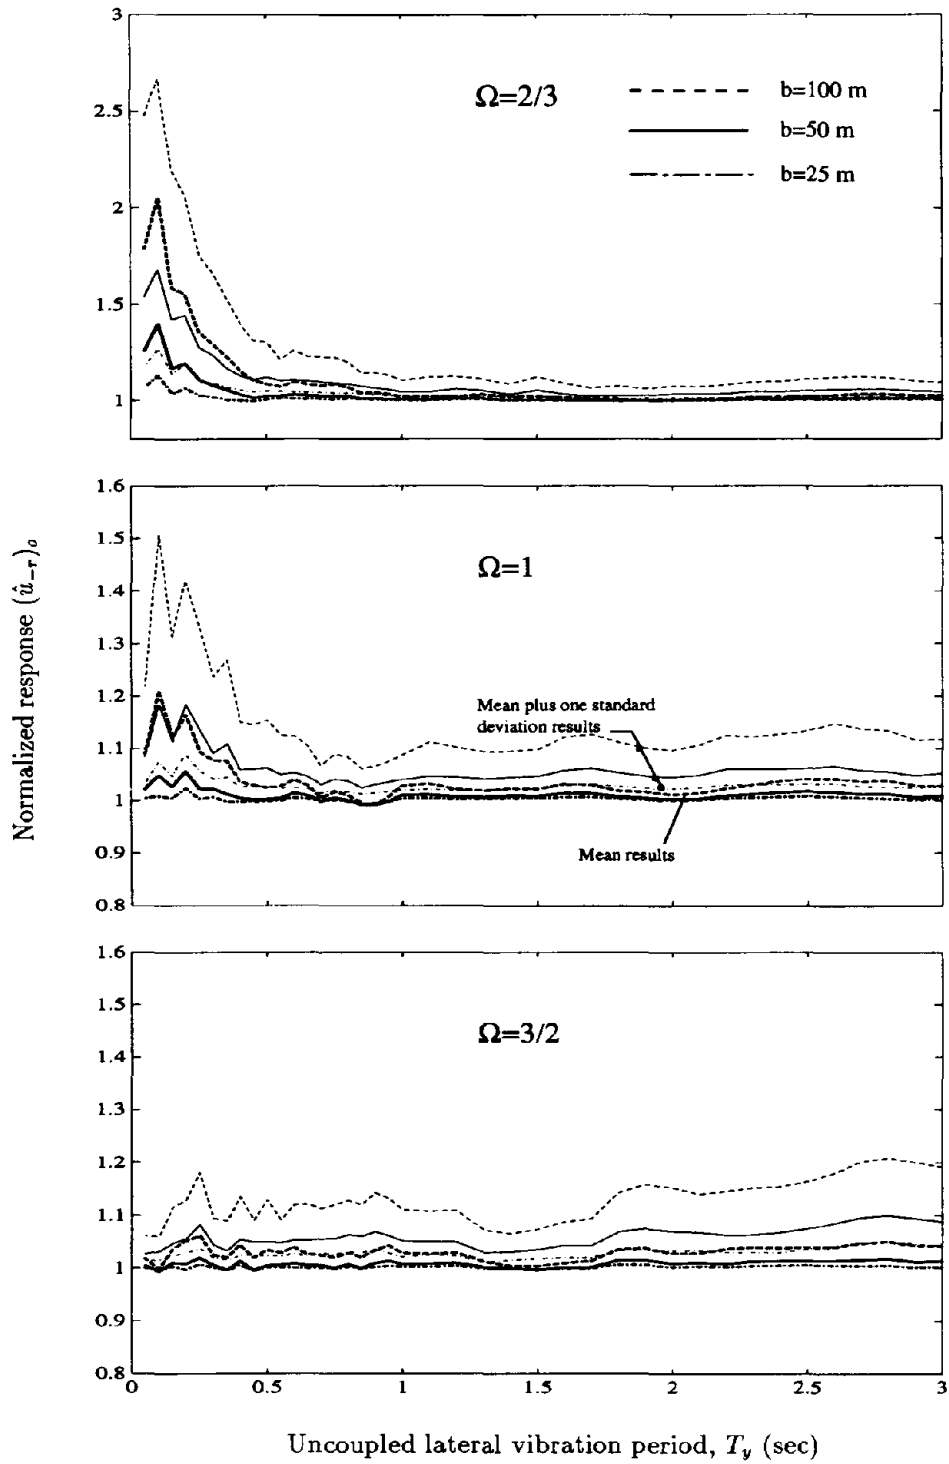 3
2.5
2
1.5
1
Ω=2/3
b=100 m
b=50 m
b=25 m
1.6
1.5
1.4
1.3
1.2
1.1
1
0.9
0.8
Ω=1
Mean plus one standard
deviation results
Mean results
Normalized response (û₋ᵣ)ₒ
1.6
1.5
1.4
1.3
1.2
1.1
1
0.9
0.8
Ω=3/2
0 0.5 1 1.5 2 2.5 3
Uncoupled lateral vibration period, T_y (sec)